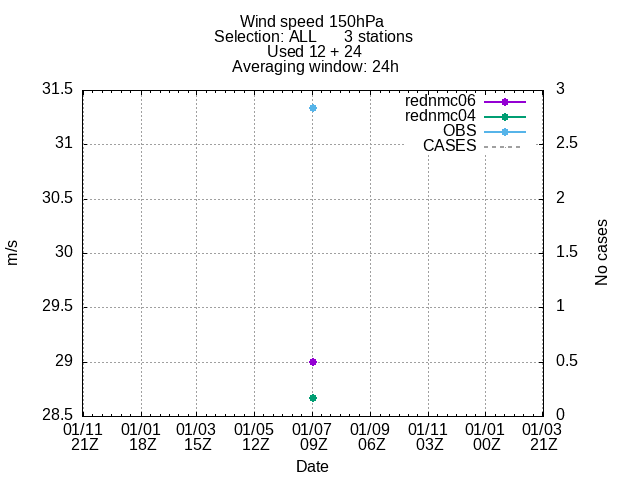 Wind speed 150hPa
Selection: ALL      3 stations
Used 12 + 24
Averaging window: 24h
31.5
31
30.5
30
29.5
29
28.5
m/s
3
2.5
2
1.5
1
0.5
0
No cases
rednmc06
rednmc04
OBS
CASES
01/11 01/01 01/03 01/05 01/07 01/09 01/11 01/01 01/03
21Z 18Z 15Z 12Z 09Z 06Z 03Z 00Z 21Z
Date